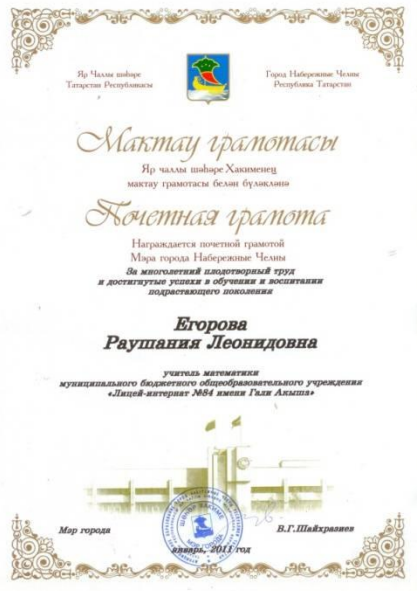 Яр Чаллы шәһәре
Татарстан Республикасы
Город Набережные Челны
Республика Татарстан
Мактау грамотасы
Яр чаллы шәһәре Хакименең
мактау грамотасы белән бүләкләнә
Почетная грамота
Награждается почетной грамотой
Мэра города Набережные Челны
За многолетний плодотворный труд
и достигнутые успехи в обучении и воспитании
подрастающего поколения
Егорова
Раушания Леонидовна
учитель математики
муниципального бюджетного общеобразовательного учреждения
«Лицей-интернат №84 имени Гали Акыша»
Мэр города
В.Г.Шайхразиев
январь, 2011 год